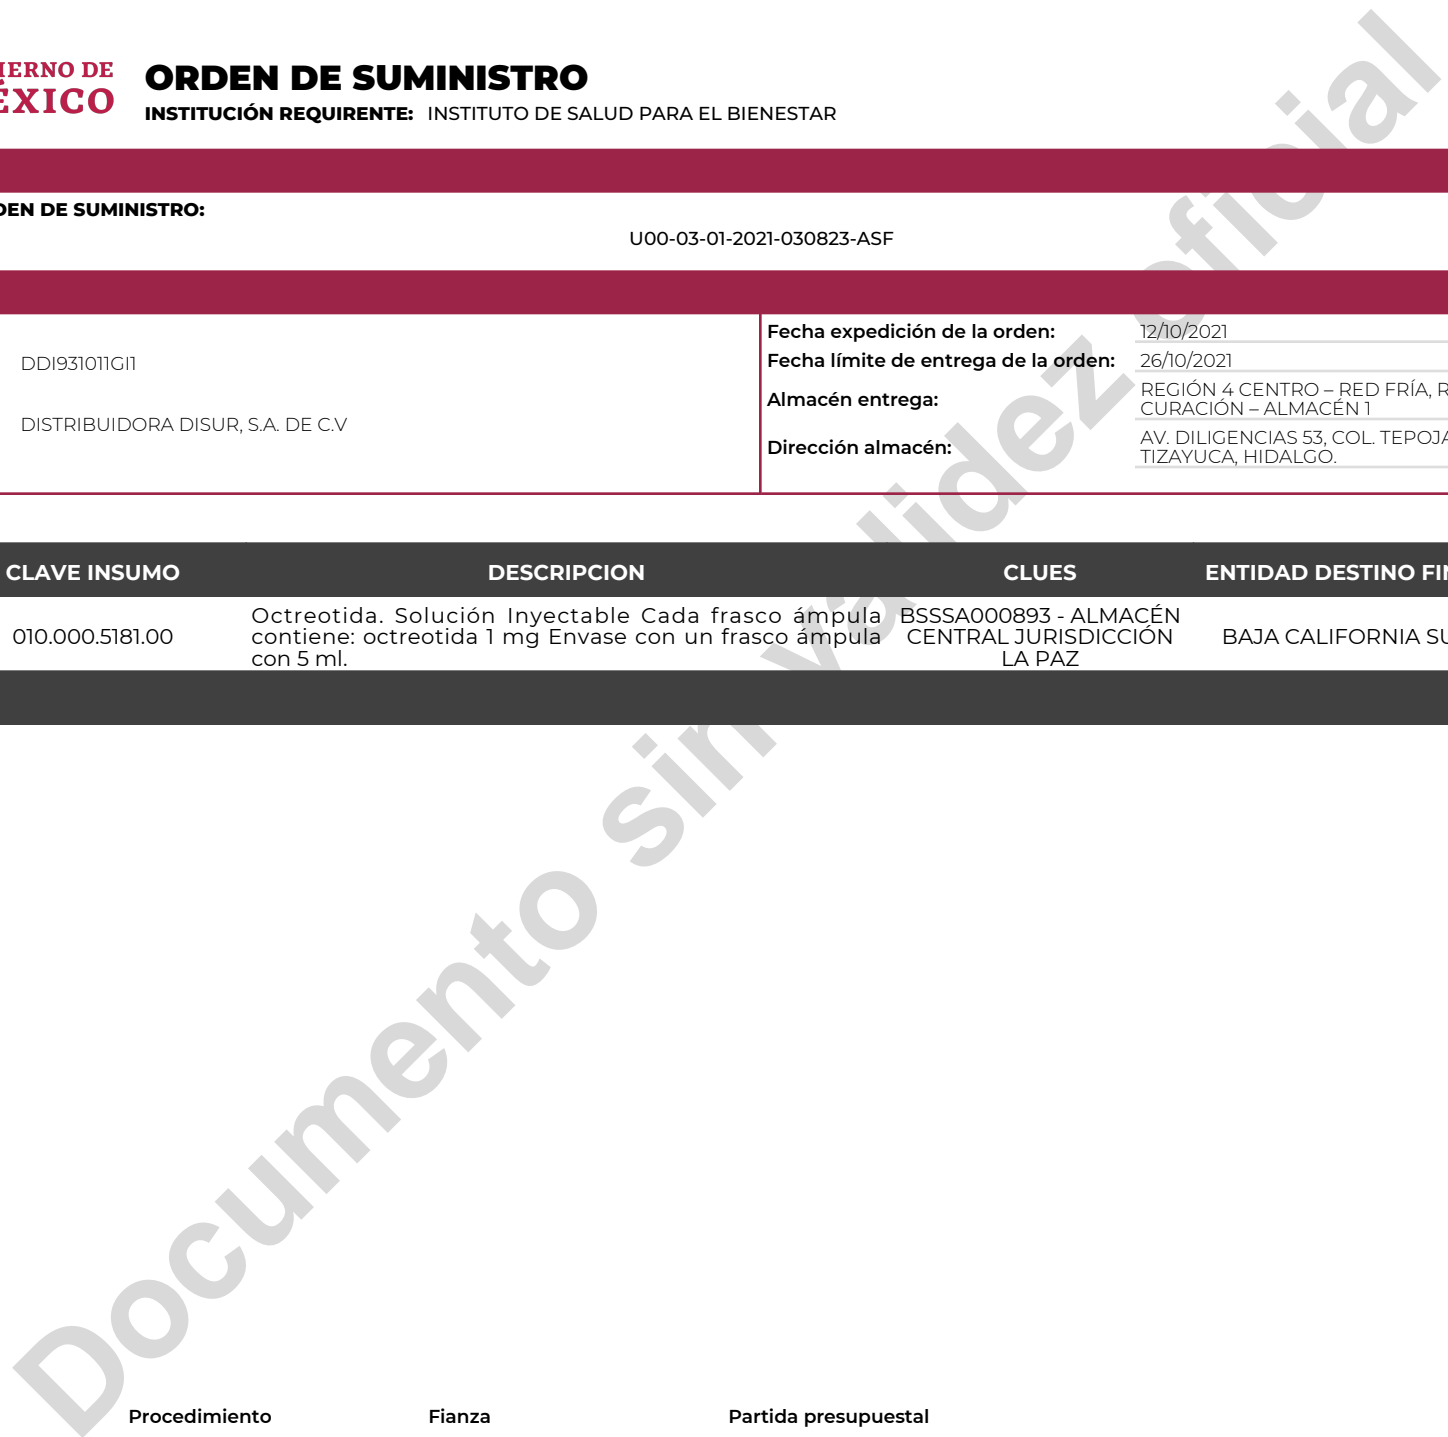 IERNO DE
ÉXICO
ORDEN DE SUMINISTRO
INSTITUCIÓN REQUIRENTE: INSTITUTO DE SALUD PARA EL BIENESTAR
DEN DE SUMINISTRO:
U00-03-01-2021-030823-ASF
DDI931011GI1
DISTRIBUIDORA DISUR, S.A. DE C.V
Fecha expedición de la orden: 12/10/2021
Fecha límite de entrega de la orden: 26/10/2021
Almacén entrega: REGIÓN 4 CENTRO – RED FRÍA, R
CURACIÓN – ALMACÉN 1
Dirección almacén: AV. DILIGENCIAS 53, COL. TEPOJA
TIZAYUCA, HIDALGO.
CLAVE INSUMO DESCRIPCION CLUES ENTIDAD DESTINO FIN
010.000.5181.00
Octreotida. Solución Inyectable Cada frasco ámpula
contiene: octreotida 1 mg Envase con un frasco ámpula
con 5 ml.
BSSSA000893 - ALMACÉN
CENTRAL JURISDICCIÓN
LA PAZ
BAJA CALIFORNIA SU
Documento sin validez oficial
Procedimiento Fianza Partida presupuestal